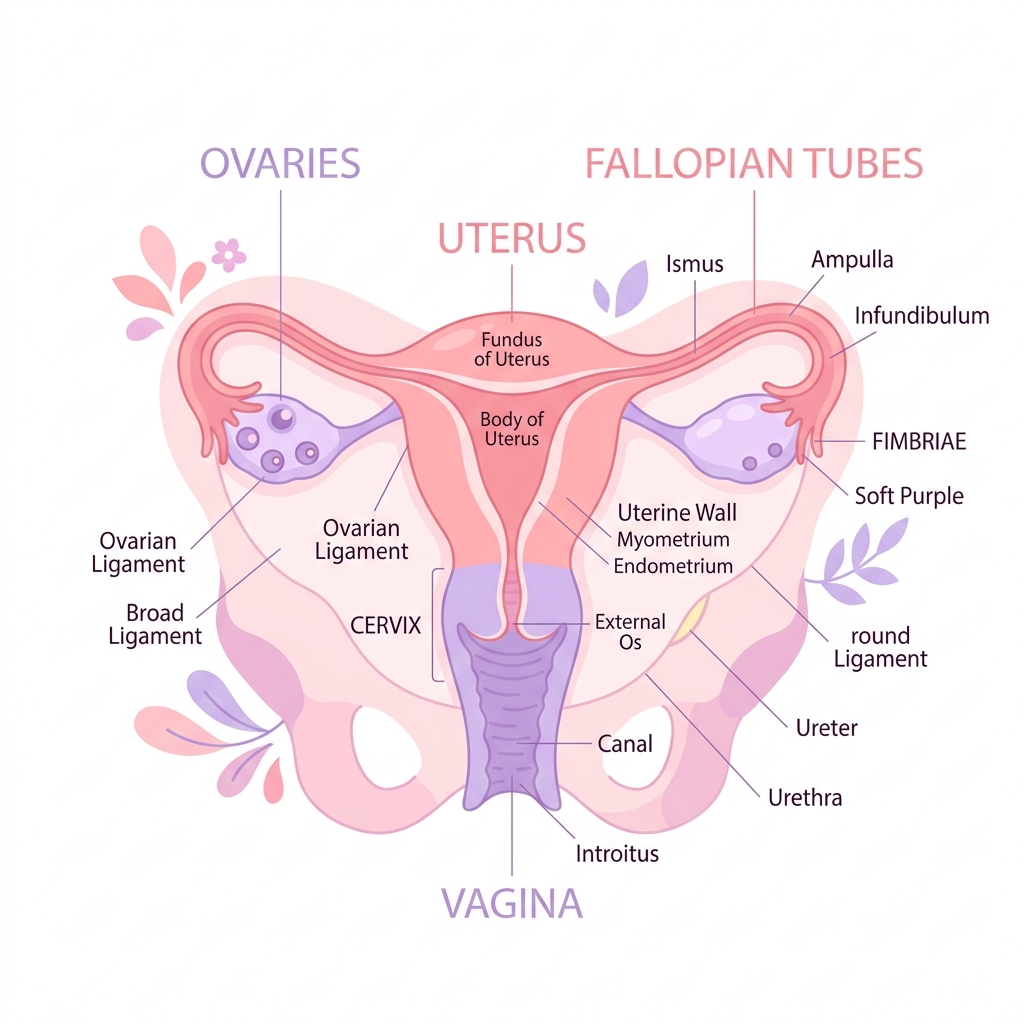 OVARIES
FALLOPIAN TUBES
UTERUS
Ismus
Ampulla
Infundibulum
Fundus
of Uterus
Body of
Uterus
FIMBRIAE
Soft Purple
Ovarian
Ligament
Ovarian
Ligament
Uterine Wall
Myometrium
Endometrium
Broad
Ligament
CERVIX
External
Os
round
Ligament
Ureter
Canal
Urethra
Introitus
VAGINA